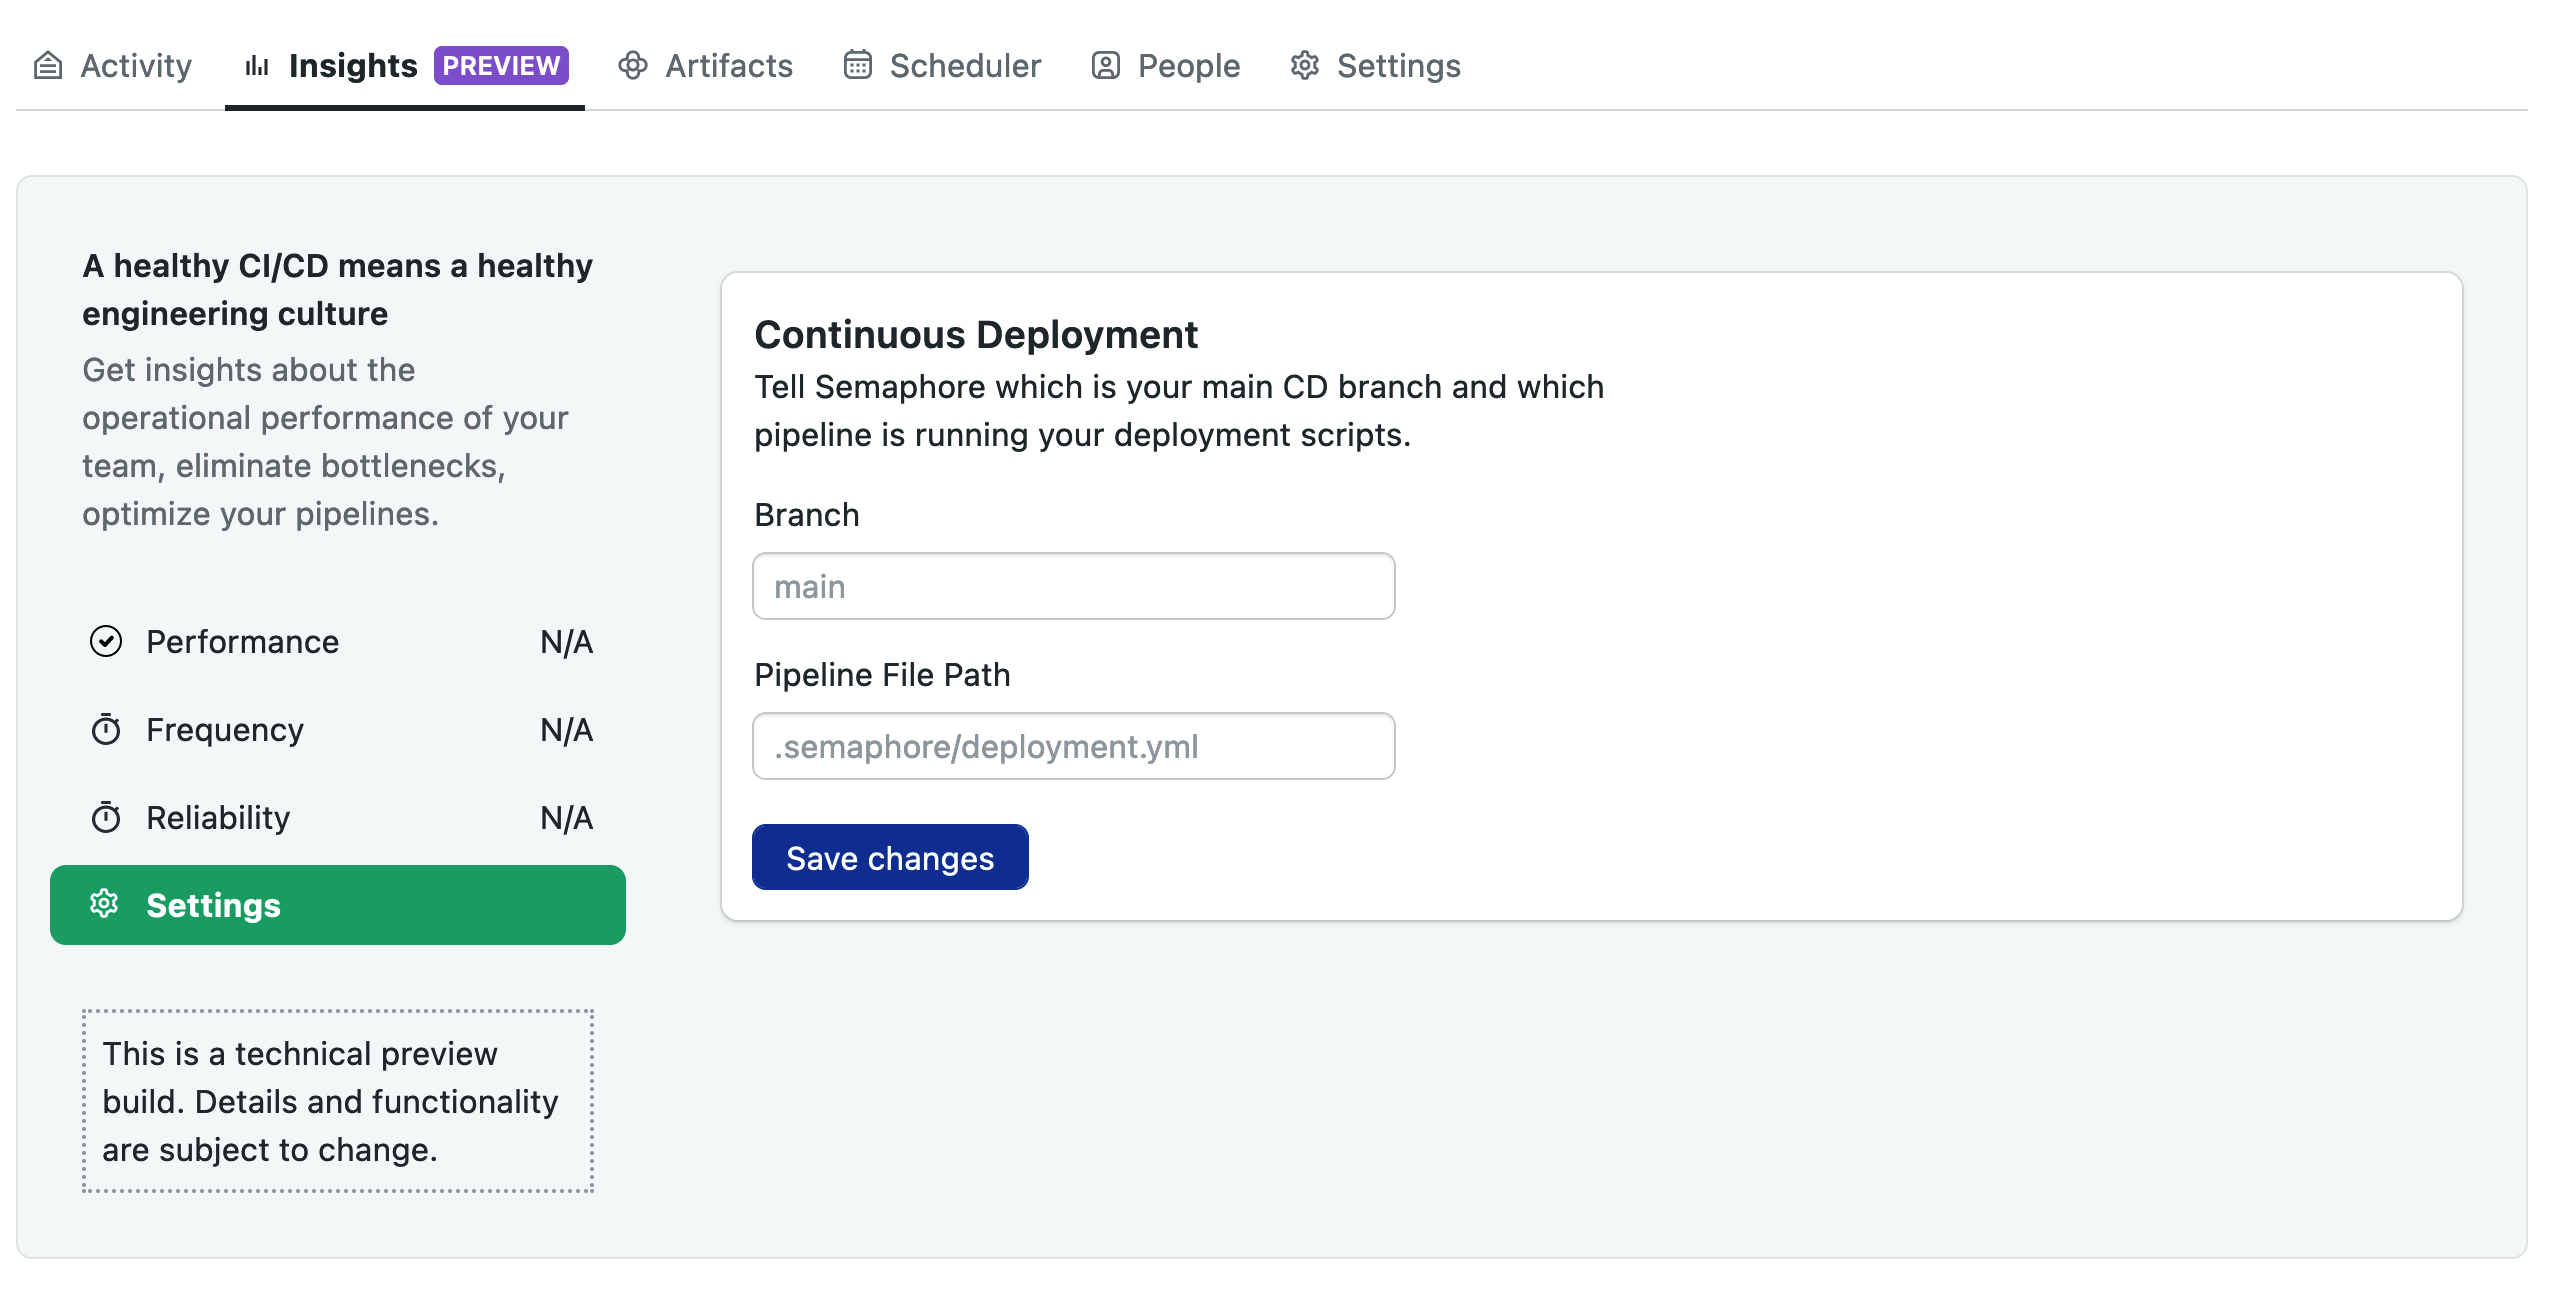 Activity Insights PREVIEW Artifacts Scheduler People Settings
A healthy CI/CD means a healthy
engineering culture
Get insights about the
operational performance of your
team, eliminate bottlenecks,
optimize your pipelines.
Performance N/A
Frequency N/A
Reliability N/A
Settings
This is a technical preview
build. Details and functionality
are subject to change.
Continuous Deployment
Tell Semaphore which is your main CD branch and which
pipeline is running your deployment scripts.
Branch
main
Pipeline File Path
.semaphore/deployment.yml
Save changes